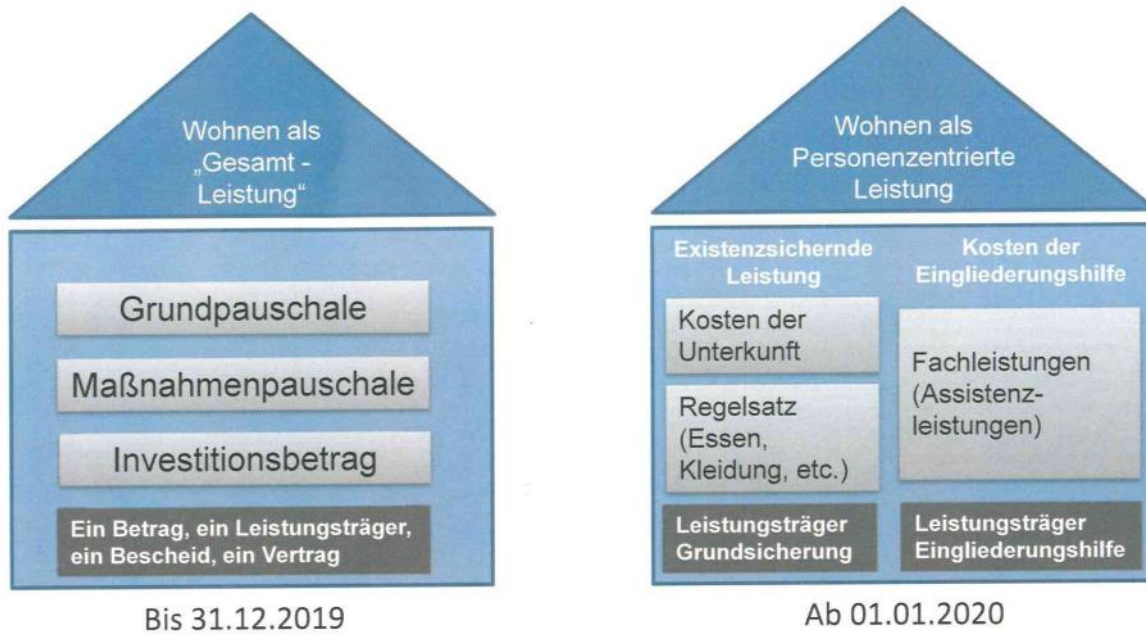 Wohnen als
„Gesamt -
Leistung“
Grundpauschale
Maßnahmenpauschale
Investitionsbetrag
Ein Betrag, ein Leistungsträger,
ein Bescheid, ein Vertrag
Bis 31.12.2019
Wohnen als
Personenzentrierte
Leistung
Existenzsichernde
Leistung
Kosten der
Unterkunft
Regelsatz
(Essen,
Kleidung, etc.)
Leistungsträger
Grundsicherung
Kosten der
Eingliederungshilfe
Fachleistungen
(Assistenz-
leistungen)
Leistungsträger
Eingliederungshilfe
Ab 01.01.2020